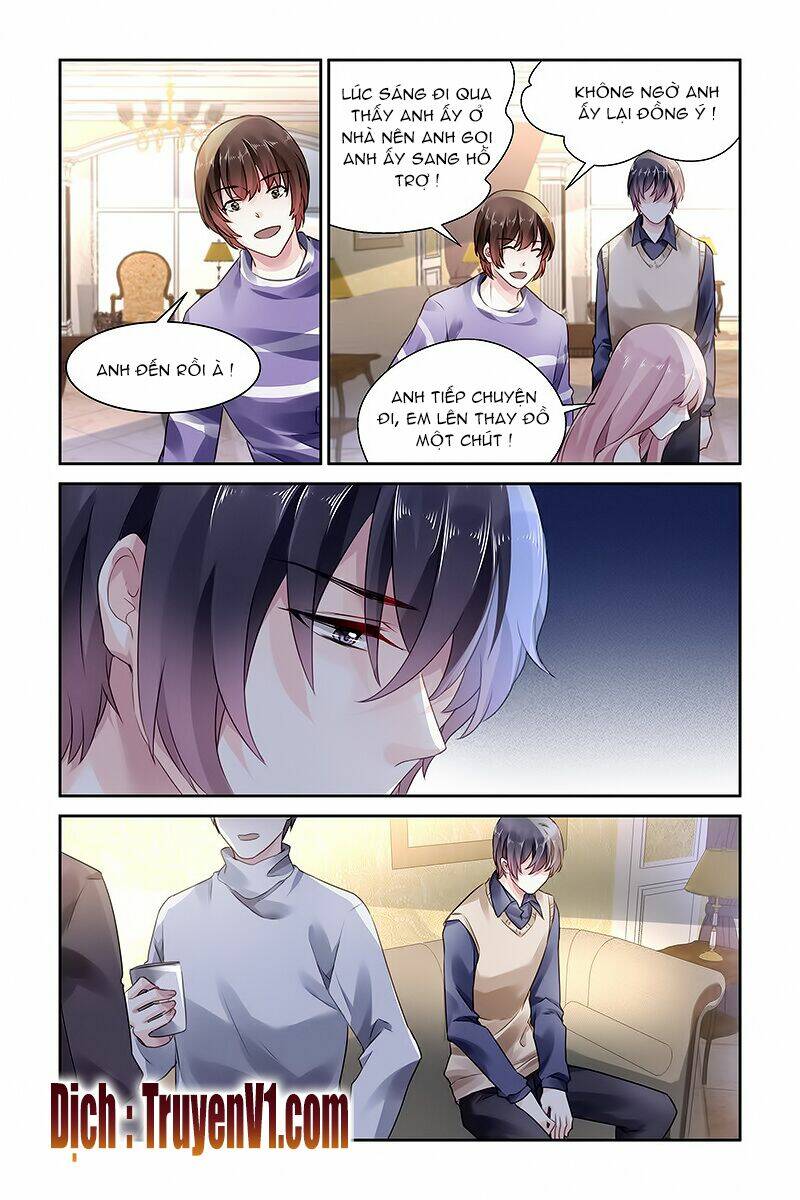 ANH ĐẾN RỒI À !
LÚC SÁNG ĐI QUA
THẤY ANH ẤY Ở
NHÀ NÊN ANH GỌI
ANH ẤY SANG HỖ
TRỢ !
KHÔNG NGỜ ANH
ẤY LẠI ĐỒNG Ý !
ANH TIẾP CHUYỆN
ĐI, EM LÊN THAY ĐỒ
MỘT CHÚT !
Dịch : TruyenV1.com